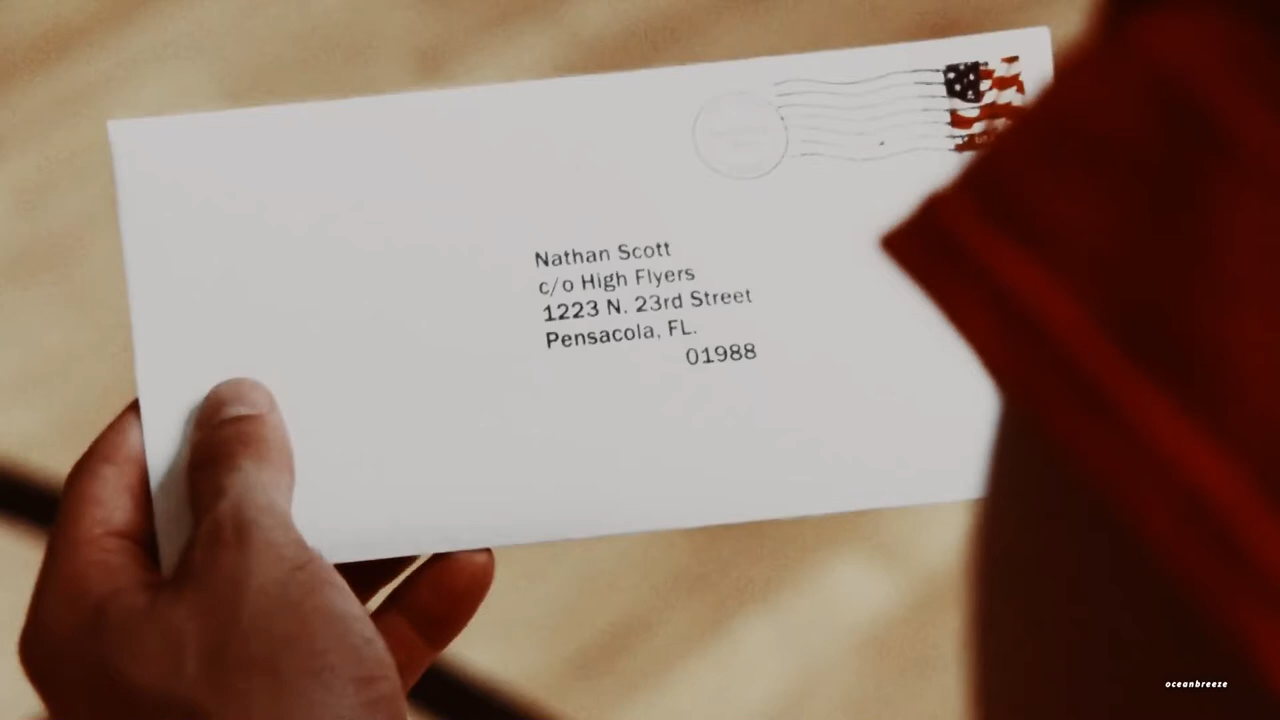 Nathan Scott
c/o High Flyers
1223 N. 23rd Street
Pensacola, FL.
01988
oceanbreeze